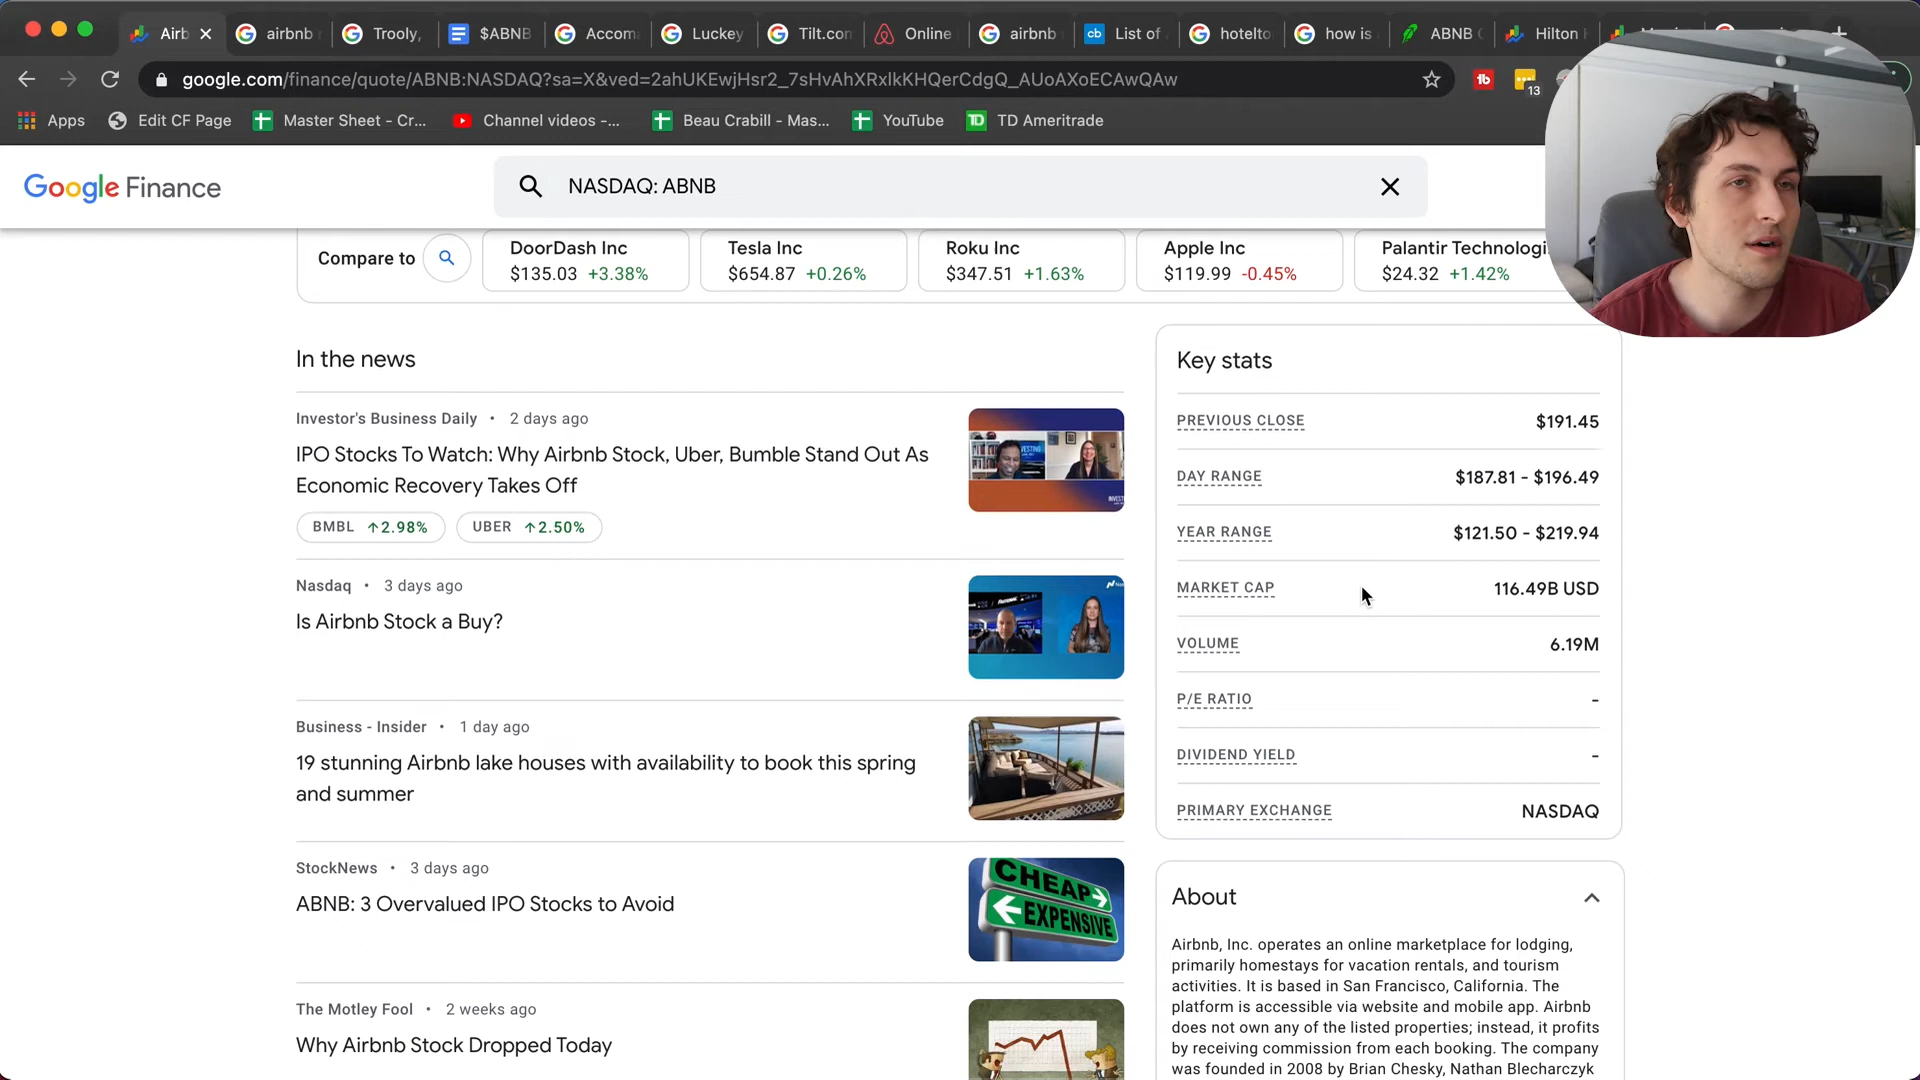 Airb
airbnb
Trooly,
$ABNB
Accom
Luckey
Tilt.con
Online
airbnb
cb
List of
hotelto
how is
ABNB
Hilton
google.com/finance/quote/ABNB:NASDAQ?sa=X&ved=2ahUKEwjHsr2_7sHvAhXRxIkKHQerCdgQ_AUoAXoECAwQAw
tb
13
Apps
Edit CF Page
Master Sheet - Cr...
Channel videos -...
Beau Crabill - Mas...
YouTube
TD Ameritrade
Google Finance
NASDAQ: ABNB
Compare to
DoorDash Inc
$135.03 +3.38%
Tesla Inc
$654.87 +0.26%
Roku Inc
$347.51 +1.63%
Apple Inc
$119.99 -0.45%
Palantir Technologi
$24.32 +1.42%
In the news
Investor's Business Daily • 2 days ago
IPO Stocks To Watch: Why Airbnb Stock, Uber, Bumble Stand Out As
Economic Recovery Takes Off
BMBL ↑2.98%
UBER ↑2.50%
Nasdaq • 3 days ago
Is Airbnb Stock a Buy?
Business - Insider • 1 day ago
19 stunning Airbnb lake houses with availability to book this spring
and summer
StockNews • 3 days ago
ABNB: 3 Overvalued IPO Stocks to Avoid
CHEAP
EXPENSIVE
The Motley Fool • 2 weeks ago
Why Airbnb Stock Dropped Today
Key stats
PREVIOUS CLOSE $191.45
DAY RANGE $187.81 - $196.49
YEAR RANGE $121.50 - $219.94
MARKET CAP 116.49B USD
VOLUME 6.19M
P/E RATIO -
DIVIDEND YIELD -
PRIMARY EXCHANGE NASDAQ
About
Airbnb, Inc. operates an online marketplace for lodging,
primarily homestays for vacation rentals, and tourism
activities. It is based in San Francisco, California. The
platform is accessible via website and mobile app. Airbnb
does not own any of the listed properties; instead, it profits
by receiving commission from each booking. The company
was founded in 2008 by Brian Chesky, Nathan Blecharczyk